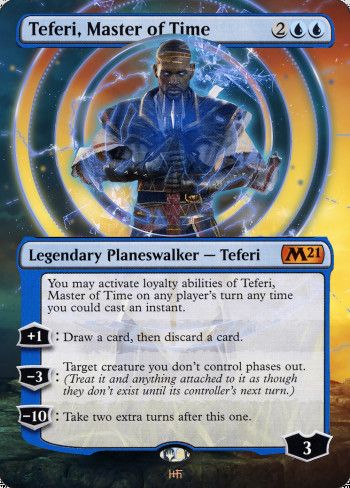 Teferi, Master of Time 2
Legendary Planeswalker — Teferi M21
You may activate loyalty abilities of Teferi,
Master of Time on any player's turn any time
you could cast an instant.
+1 : Draw a card, then discard a card.
Target creature you don't control phases out.
−3 : (Treat it and anything attached to it as though
they don't exist until its controller's next turn.)
−10 : Take two extra turns after this one.
3